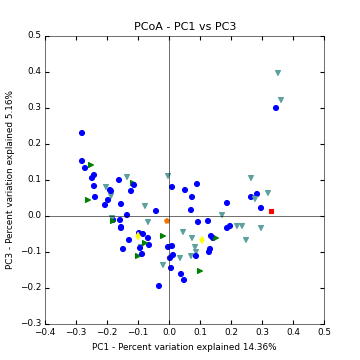 PCoA - PC1 vs PC3
0.5
0.4
0.3
0.2
0.1
0.0
−0.1
−0.2
−0.3
−0.4 −0.3 −0.2 −0.1 0.0 0.1 0.2 0.3 0.4 0.5
PC3 - Percent variation explained 5.16%
PC1 - Percent variation explained 14.36%